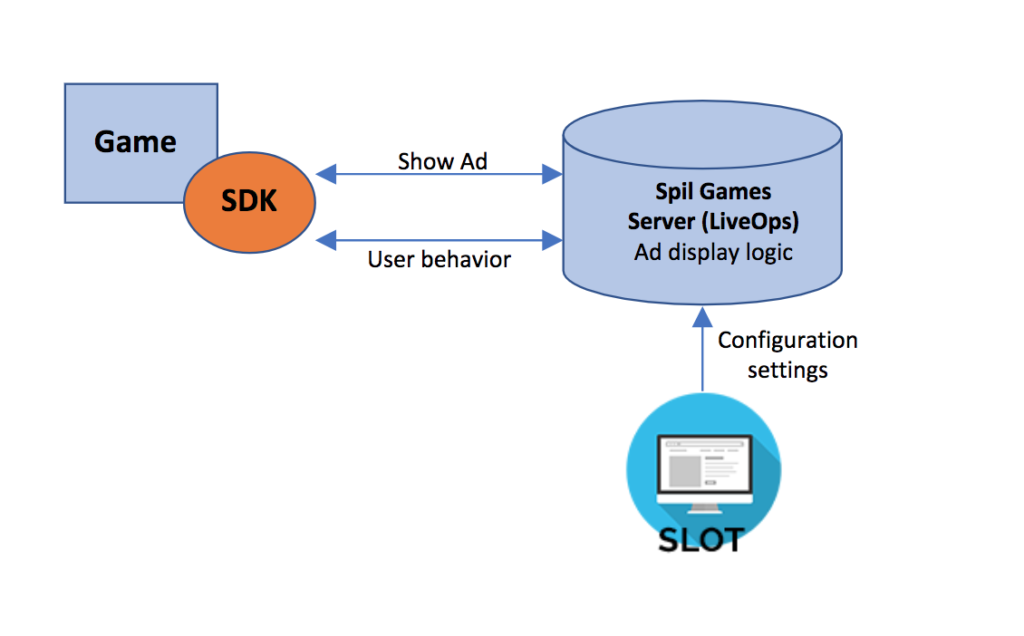 Game
SDK
Show Ad
User behavior
Spil Games
Server (LiveOps)
Ad display logic
Configuration
settings
SLOT